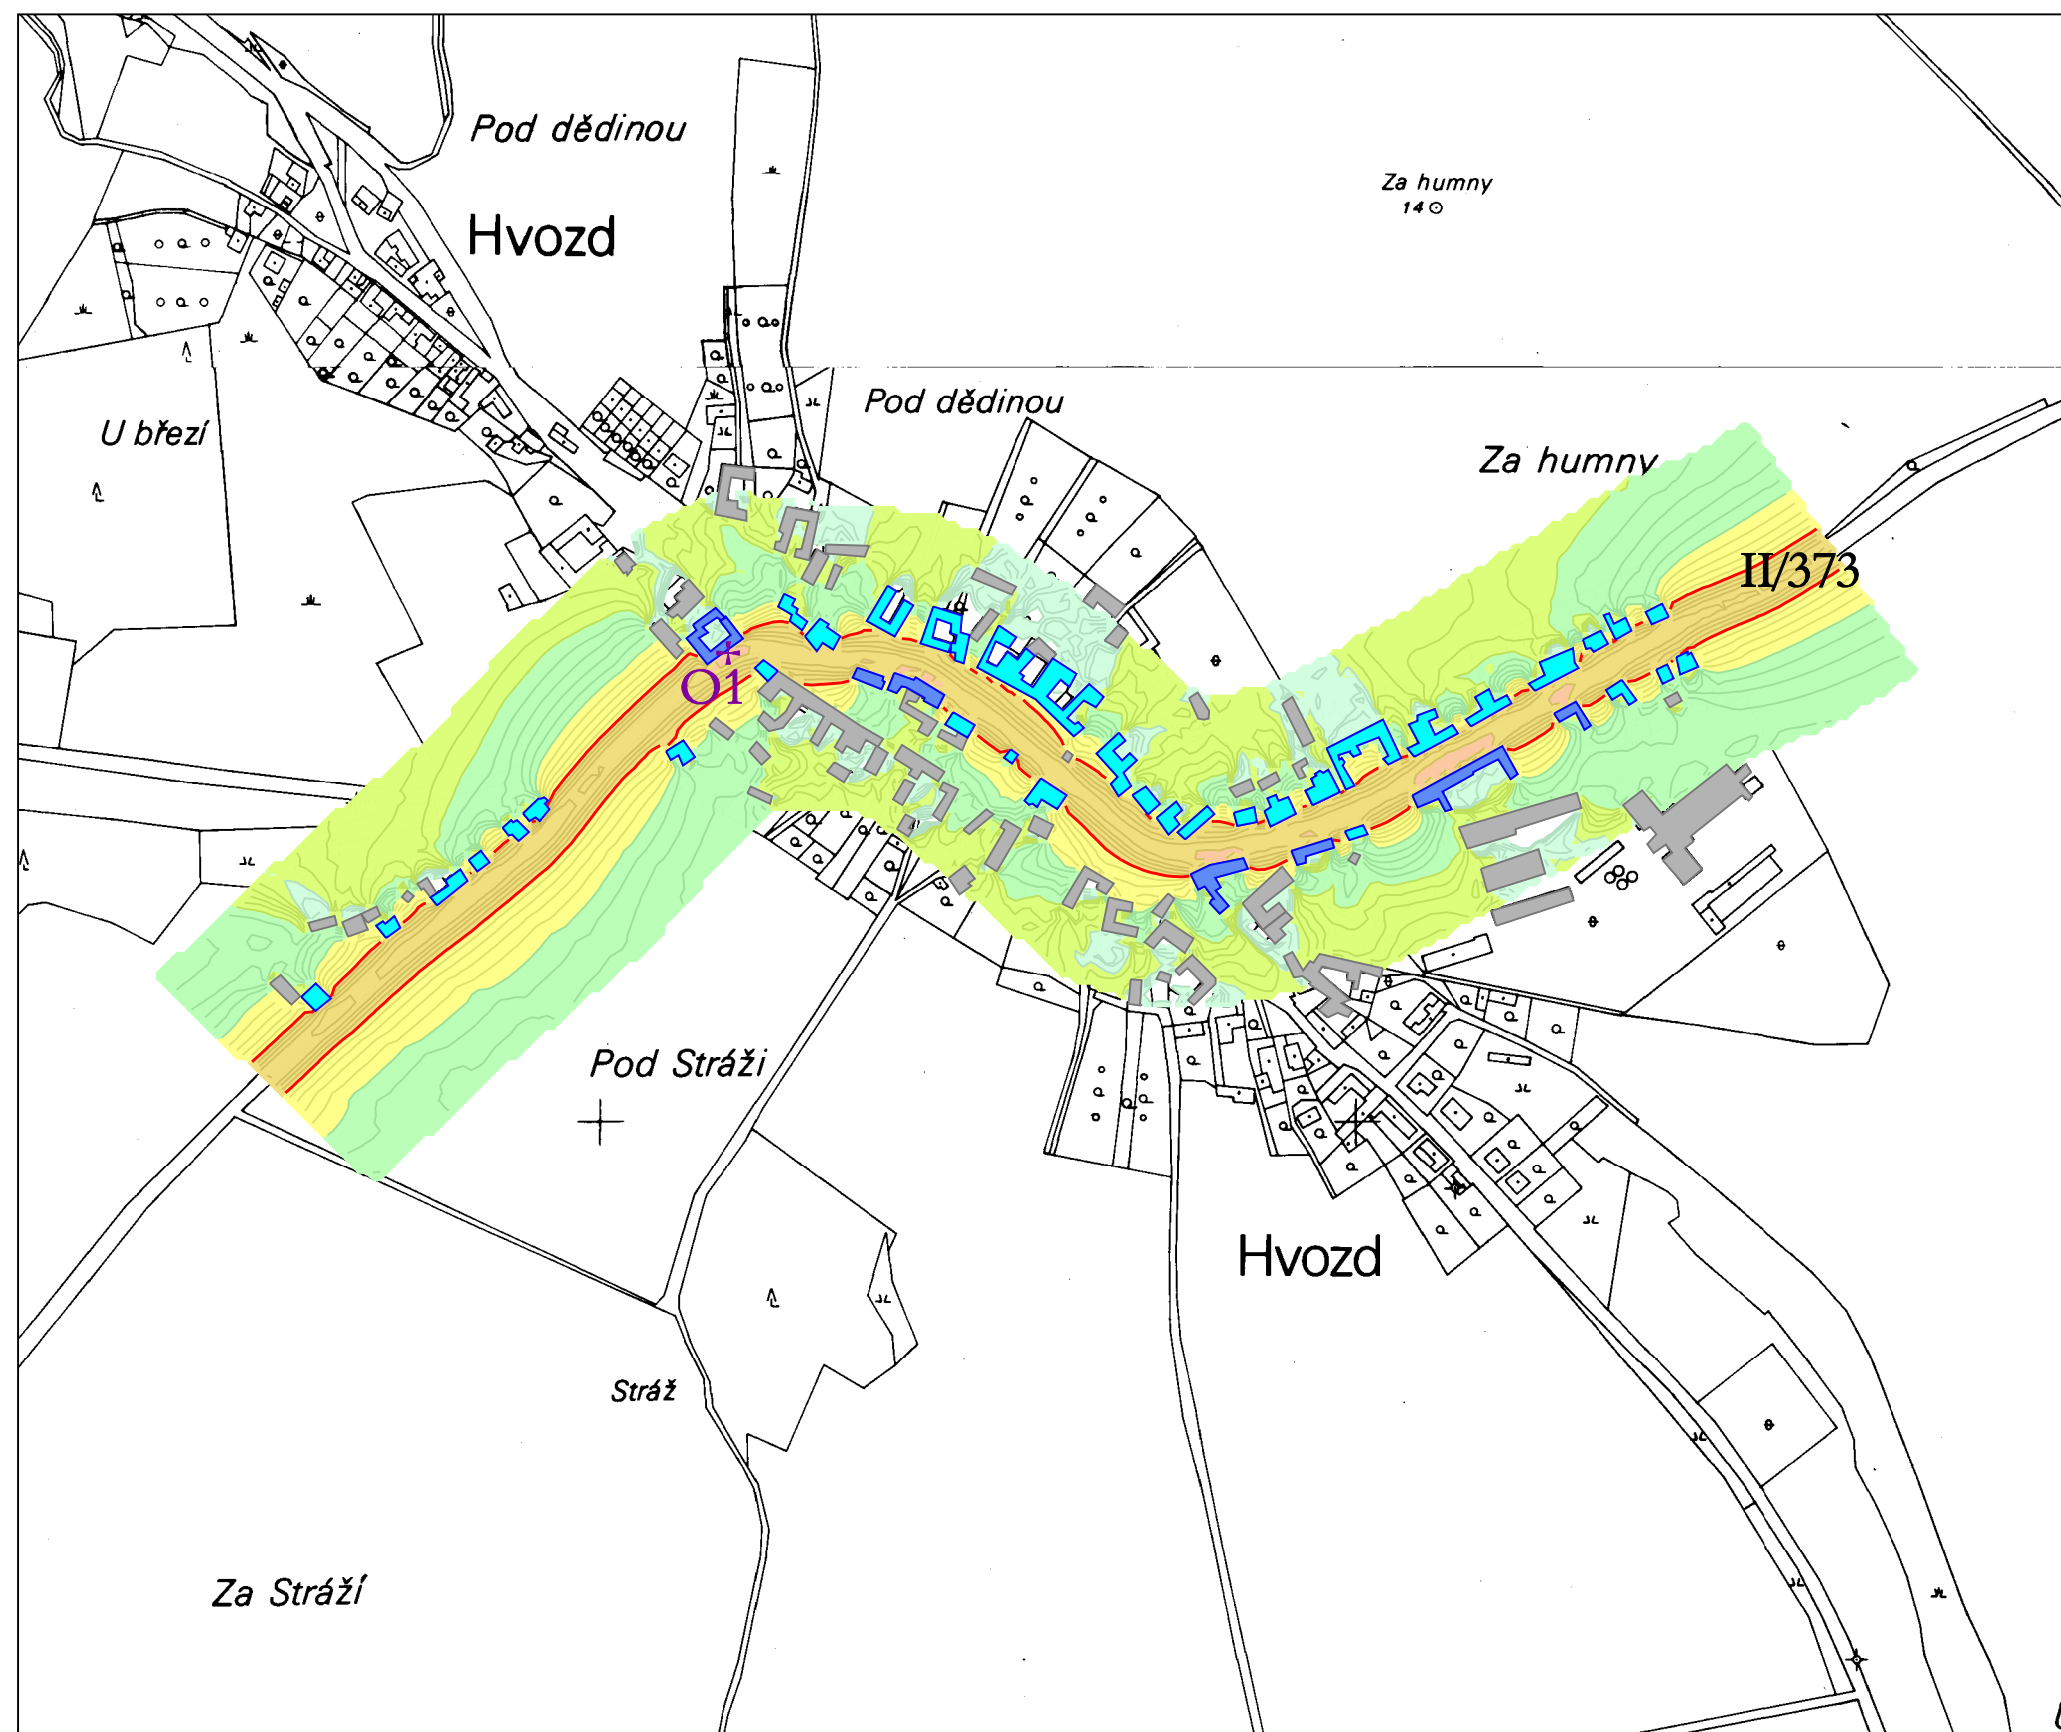 Pod dědinou
Za humny
14
Hvozd
Pod dědinou
U březí
Za humny
II/373
O1
Pod Stráži
Hvozd
Stráž
Za Stráží